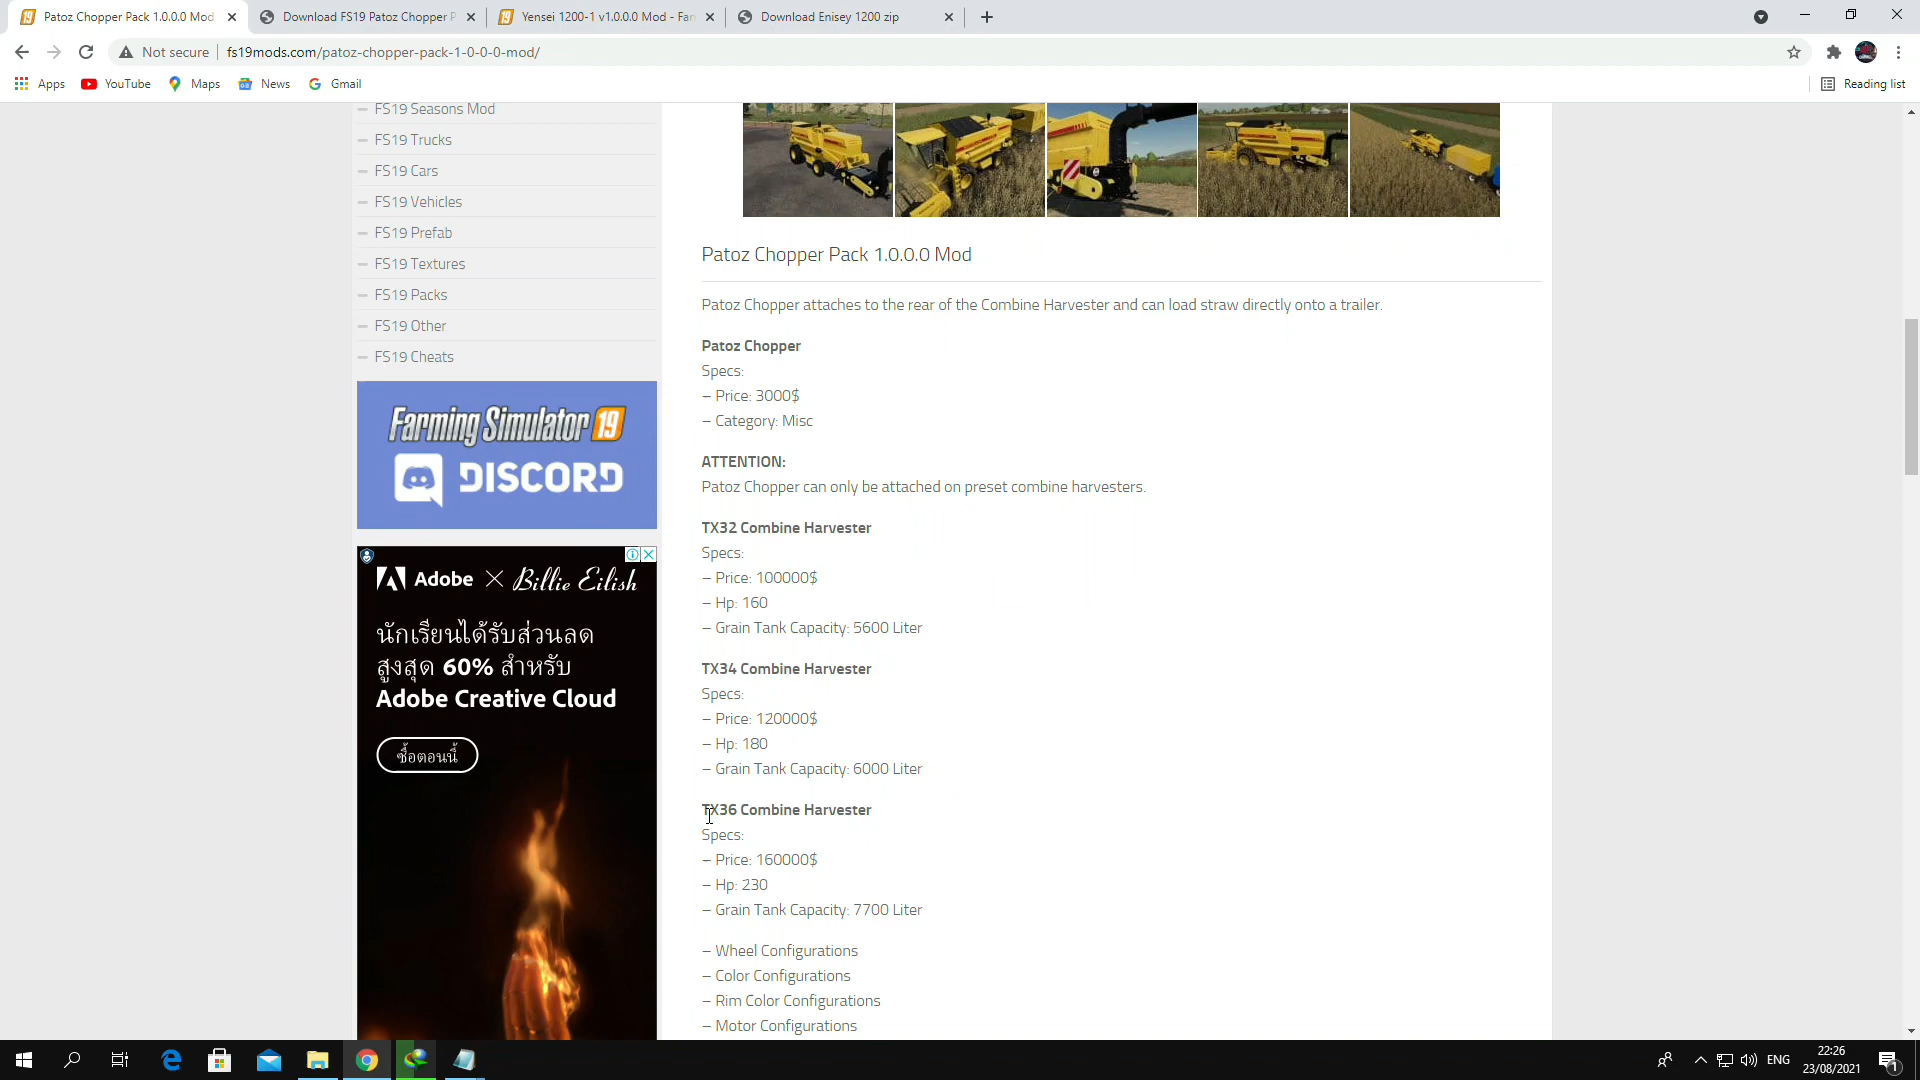 Patoz Chopper Pack 1.0.0.0 Mod
Download FS19 Patoz Chopper P
Yensei 1200-1 v1.0.0.0 Mod - Far
Download Enisey 1200 zip
Not secure
fs19mods.com/patoz-chopper-pack-1-0-0-0-mod/
Apps
YouTube
Maps
News
Gmail
Reading list
– FS19 Seasons Mod
– FS19 Trucks
– FS19 Cars
– FS19 Vehicles
– FS19 Prefab
– FS19 Textures
– FS19 Packs
– FS19 Other
– FS19 Cheats
Farming Simulator 19
DISCORD
Adobe × Billie Eilish
นักเรียนได้รับส่วนลด
สูงสุด 60% สำหรับ
Adobe Creative Cloud
ซื้อตอนนี้
Patoz Chopper Pack 1.0.0.0 Mod
Patoz Chopper attaches to the rear of the Combine Harvester and can load straw directly onto a trailer.
Patoz Chopper
Specs:
– Price: 3000$
– Category: Misc
ATTENTION:
Patoz Chopper can only be attached on preset combine harvesters.
TX32 Combine Harvester
Specs:
– Price: 100000$
– Hp: 160
– Grain Tank Capacity: 5600 Liter
TX34 Combine Harvester
Specs:
– Price: 120000$
– Hp: 180
– Grain Tank Capacity: 6000 Liter
TX36 Combine Harvester
Specs:
– Price: 160000$
– Hp: 230
– Grain Tank Capacity: 7700 Liter
– Wheel Configurations
– Color Configurations
– Rim Color Configurations
– Motor Configurations
ENG
22:26
23/08/2021
1